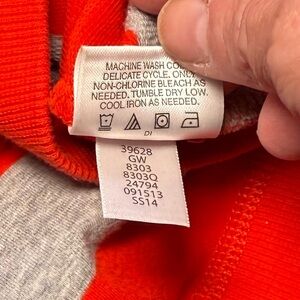 MACHINE WASH COLD
DELICATE CYCLE. ONLY
NON-CHLORINE BLEACH AS
NEEDED. TUMBLE DRY LOW.
COOL IRON AS NEEDED.
DI
39628
GW
8303
8303Q
24794
091513
SS14